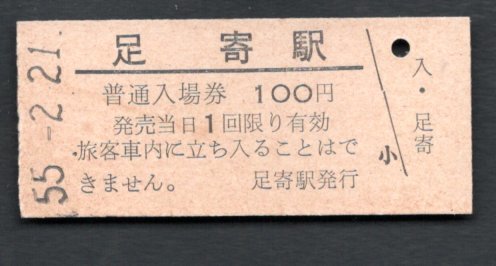 足寄駅
普通入場券 100円
発売当日1回限り有効
旅客車内に立ち入ることはで
きません。 足寄駅発行
小
入・足寄
55-2.21.